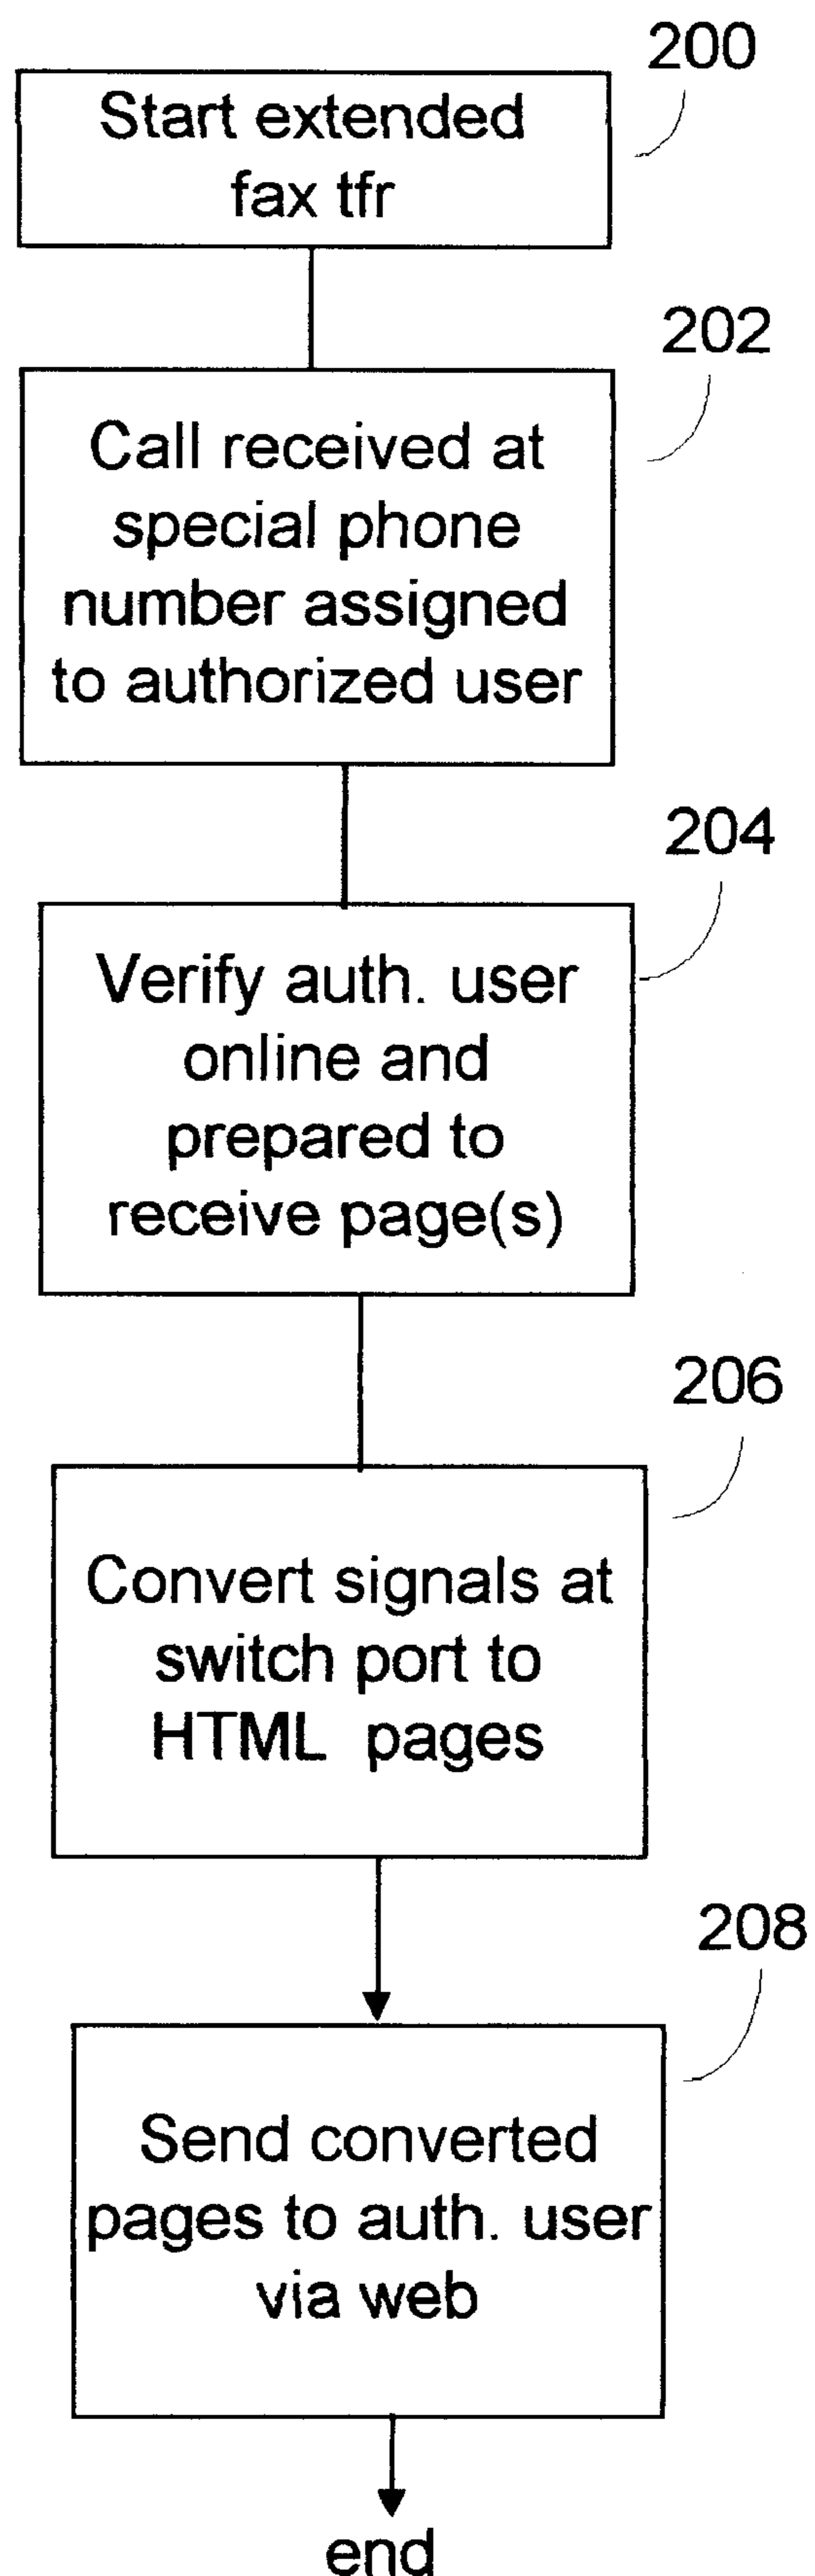 200
Start extended
fax tfr
202
Call received at
special phone
number assigned
to authorized user
204
Verify auth. user
online and
prepared to
receive page(s)
206
Convert signals at
switch port to
HTML pages
208
Send converted
pages to auth. user
via web
end